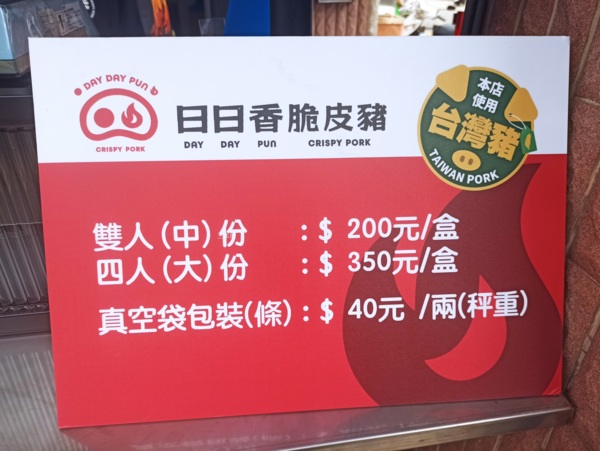 DAY DAY PUN
CRISPY PORK
日日香脆皮豬
DAY DAY PUN CRISPY PORK
本店
使用
台灣豬
TAIWAN PORK
雙人(中)份 :$ 200元/盒
四人(大)份 :$ 350元/盒
真空袋包裝(條):$ 40元 /兩(秤重)